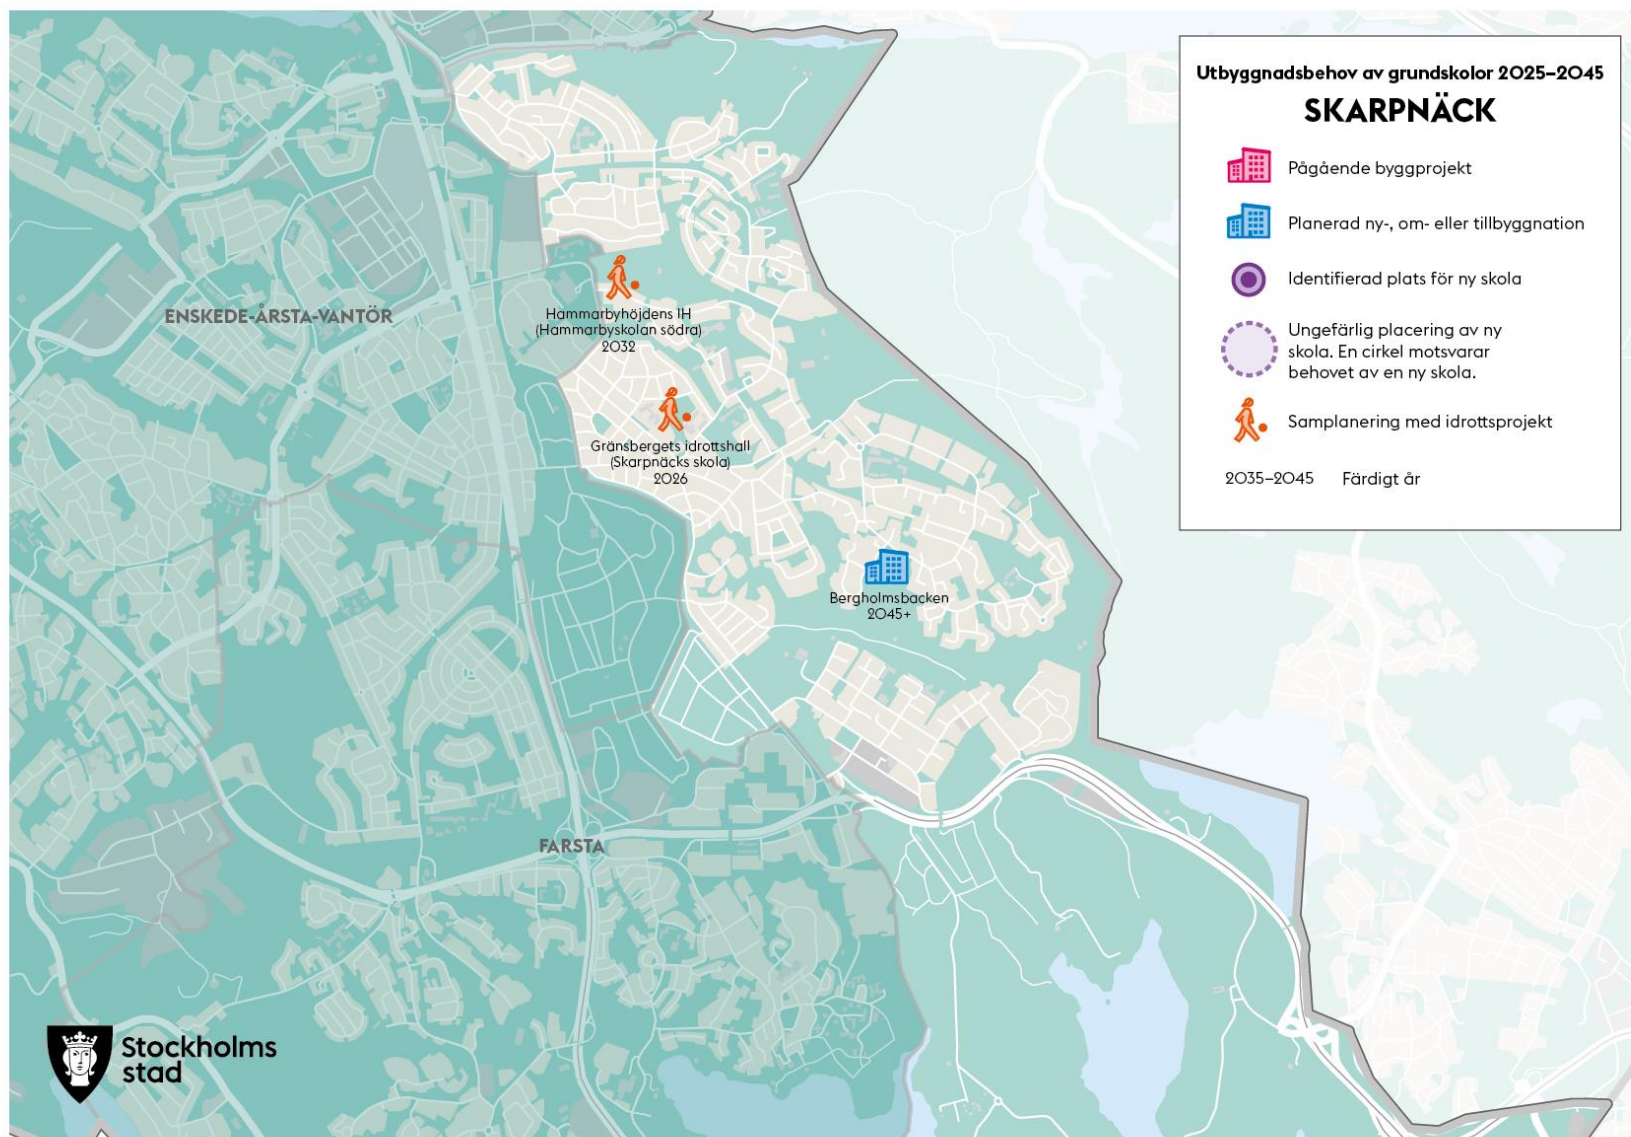 Utbyggnadsbehov av grundskolor 2025–2045
SKARPNÄCK
Pågående byggprojekt
Planerad ny-, om- eller tillbyggnation
Identifierad plats för ny skola
Ungefärlig placering av ny
skola. En cirkel motsvarar
behovet av en ny skola.
Samplanering med idrottsprojekt
2035–2045 Färdigt år
ENSKEDE-ÅRSTA-VANTÖR
Hammarbyhöjdens IH
(Hammarbyskolan södra)
2032
Gränsbergets idrottshall
(Skarpnäcks skola)
2026
Bergholmsbacken
2045+
FARSTA
Stockholms
stad